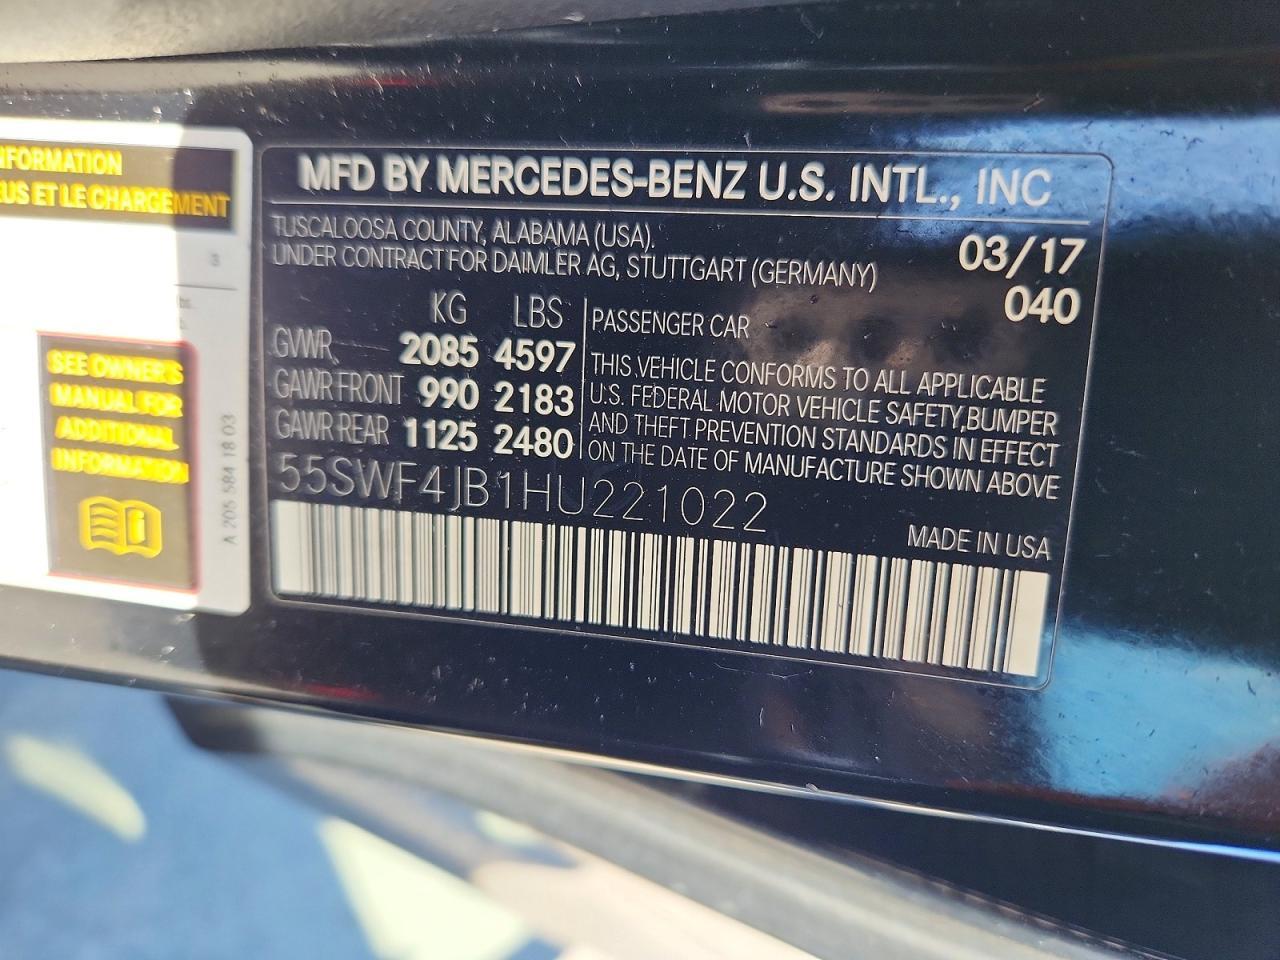 NFORMATION
EUS ET LE CHARGEMENT
SEE OWNER'S
MANUAL FOR
ADDITIONAL
INFORMATION
A 205 584 18 03
MFD BY MERCEDES-BENZ U.S. INTL., INC
TUSCALOOSA COUNTY, ALABAMA (USA).
UNDER CONTRACT FOR DAIMLER AG, STUTTGART (GERMANY)
03/17
040
KG LBS
GVWR 2085 4597
GAWR FRONT 990 2183
GAWR REAR 1125 2480
PASSENGER CAR
THIS VEHICLE CONFORMS TO ALL APPLICABLE
U.S. FEDERAL MOTOR VEHICLE SAFETY,BUMPER
AND THEFT PREVENTION STANDARDS IN EFFECT
ON THE DATE OF MANUFACTURE SHOWN ABOVE
55SWF4JB1HU221022
MADE IN USA